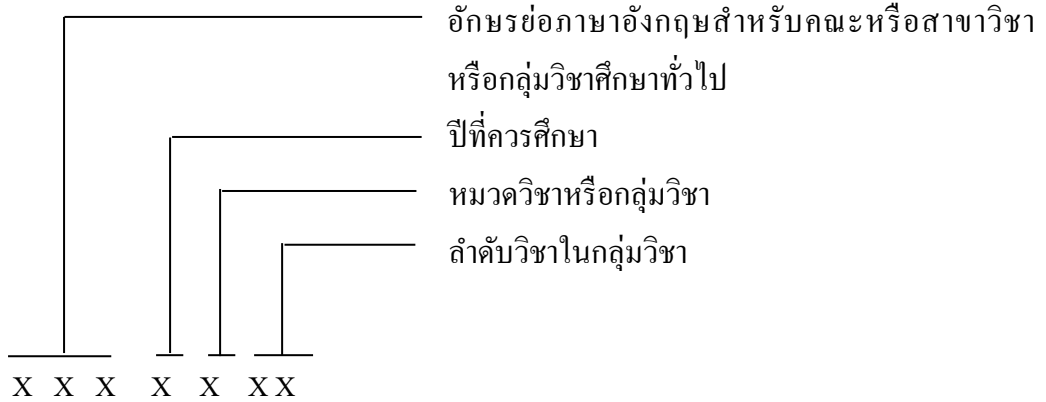 อักษรย่อภาษาอังกฤษสำหรับคณะหรือสาขาวิชา
หรือกลุ่มวิชาศึกษาทั่วไป
ปีที่ควรศึกษา
หมวดวิชาหรือกลุ่มวิชา
ลำดับวิชาในกลุ่มวิชา
X X X X X XX